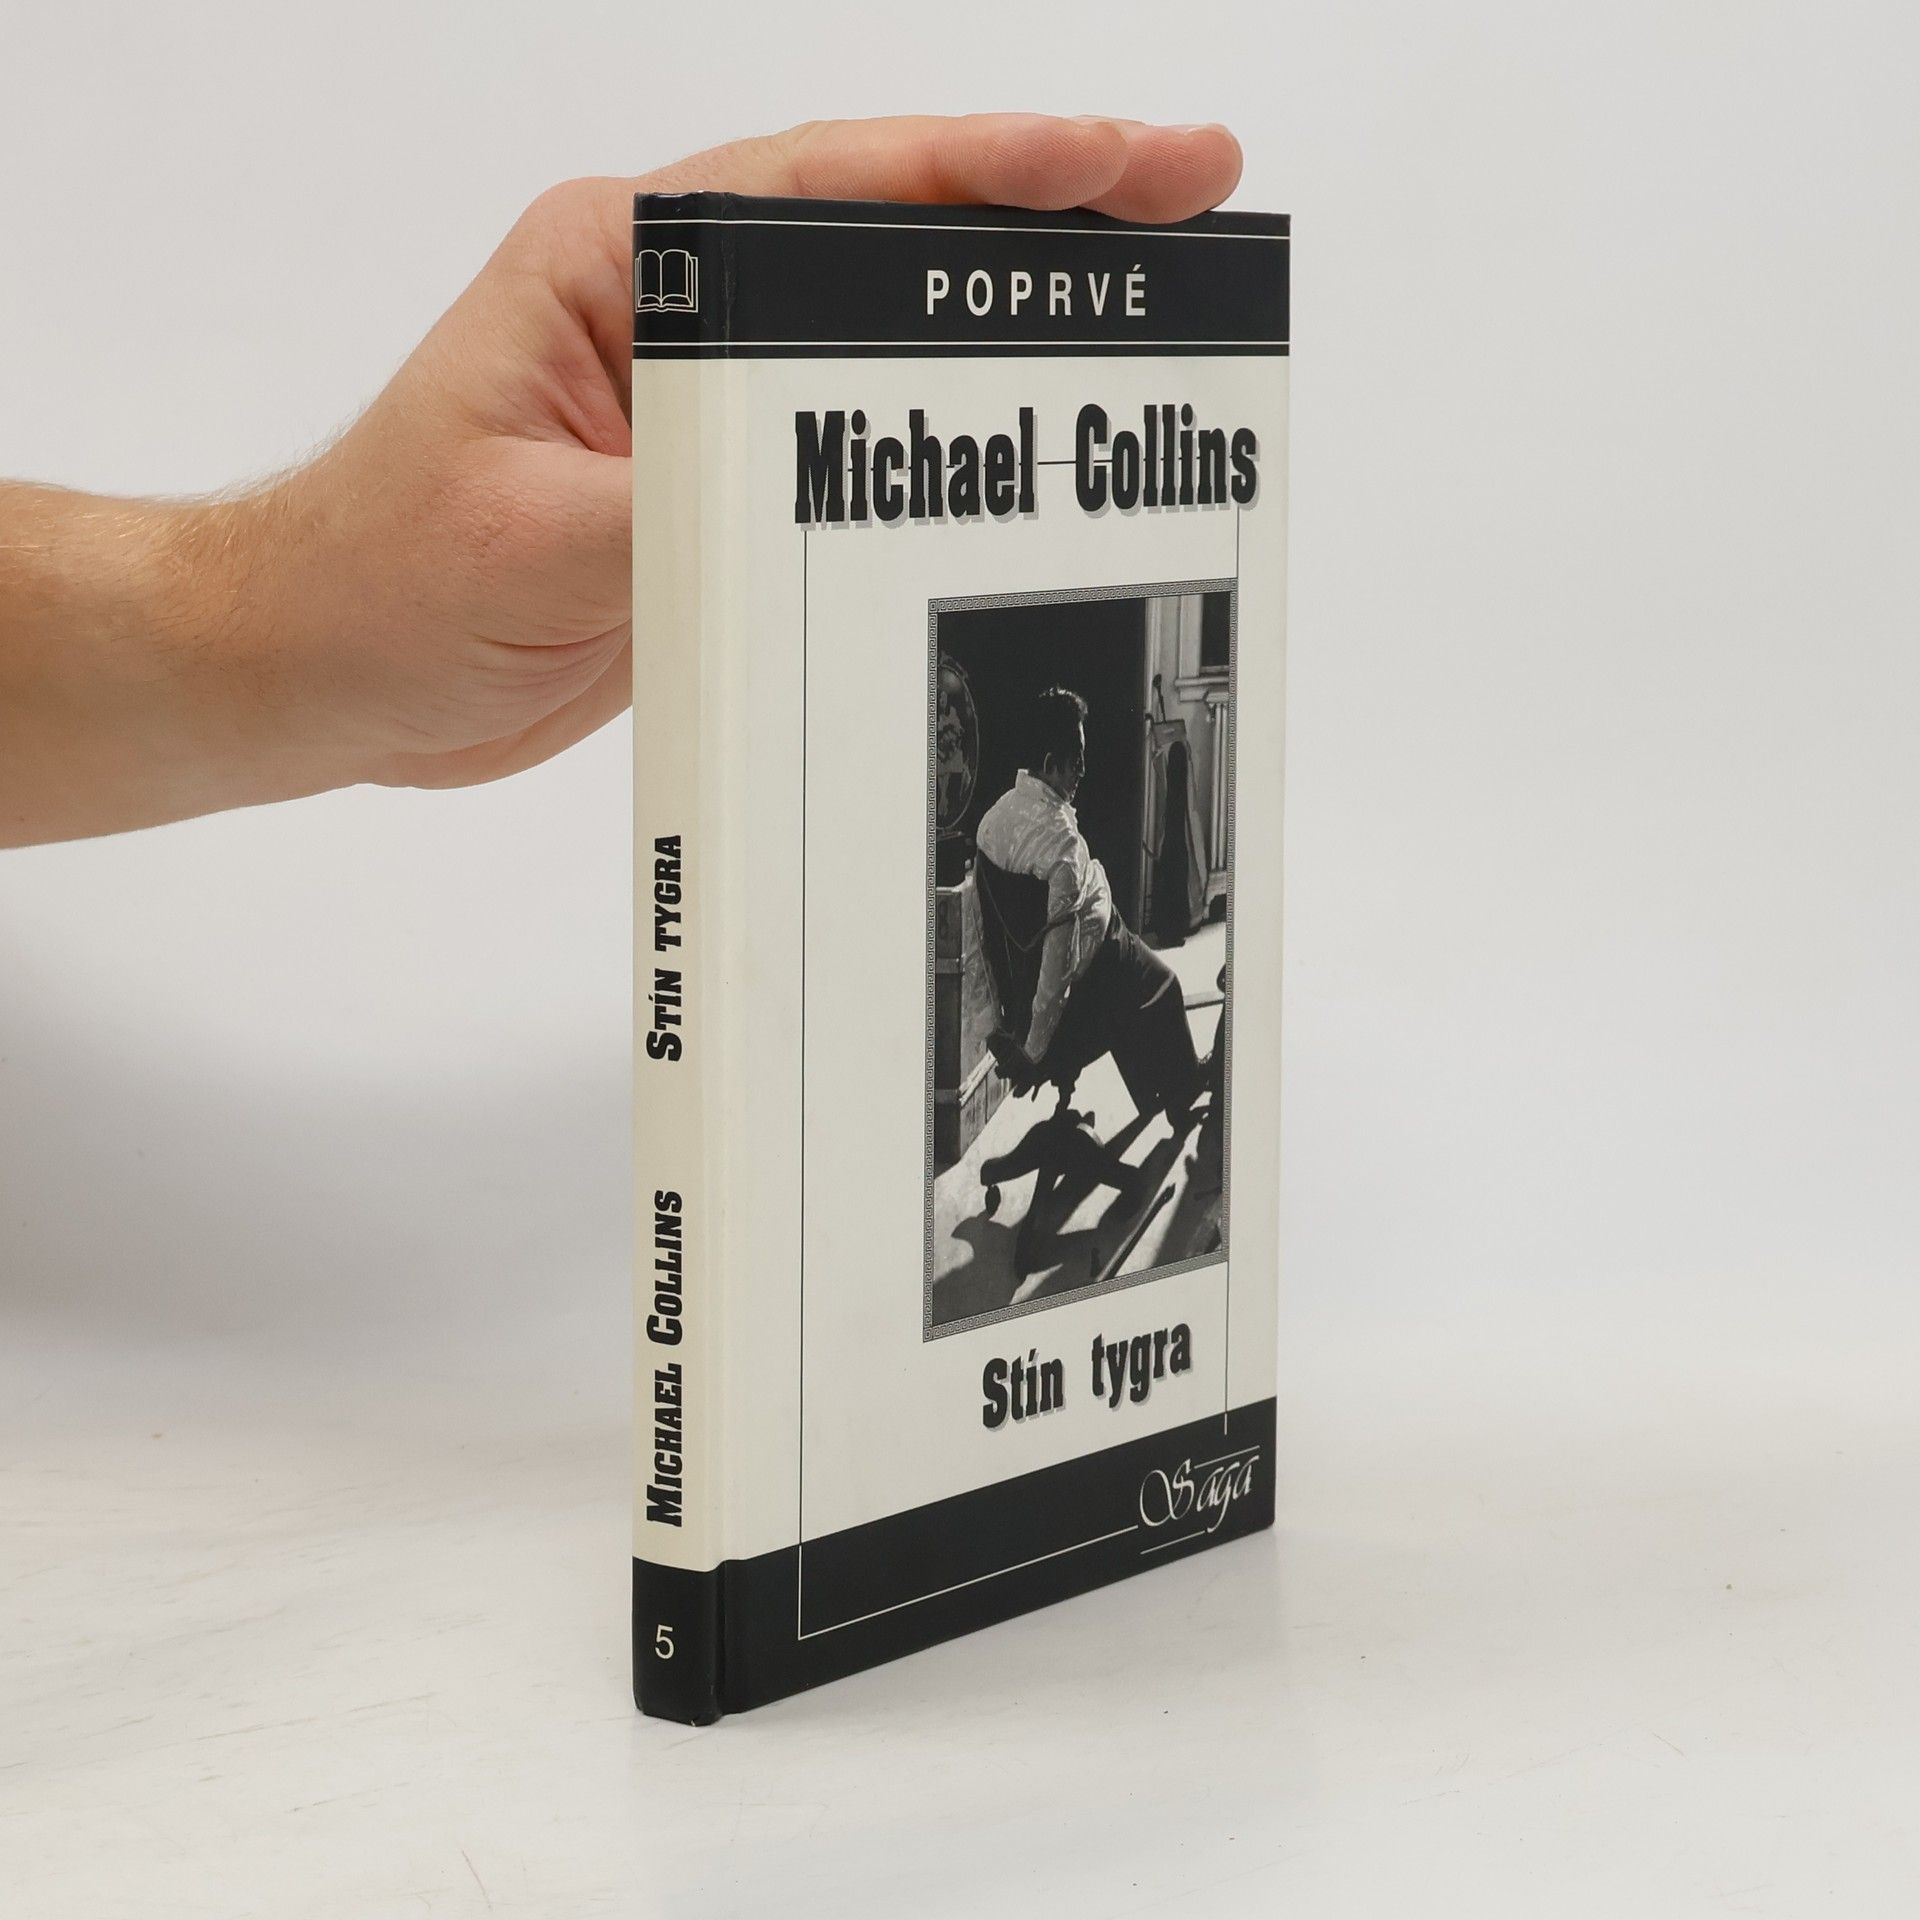 POPRVÉ
Michael Collins
Stín tygra
Saga
MICHAEL COLLINS STÍN TYGRA
5